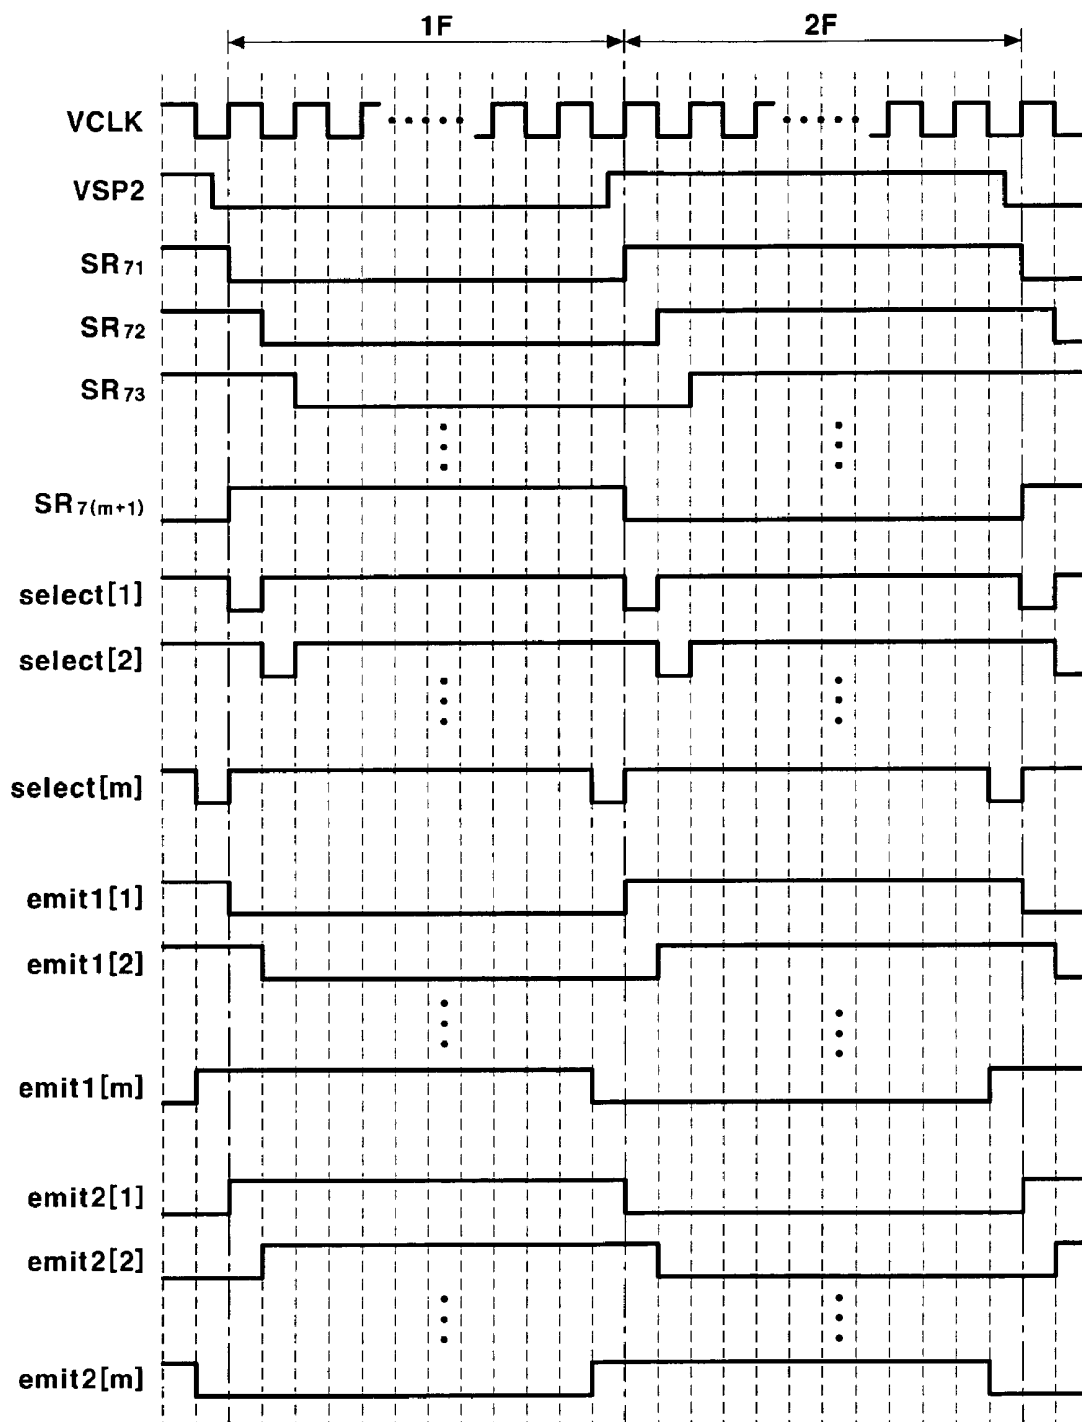 1F 2F
VCLK
VSP2
SR71
SR72
SR73
SR7(m+1)
select[1]
select[2]
select[m]
emit1[1]
emit1[2]
emit1[m]
emit2[1]
emit2[2]
emit2[m]